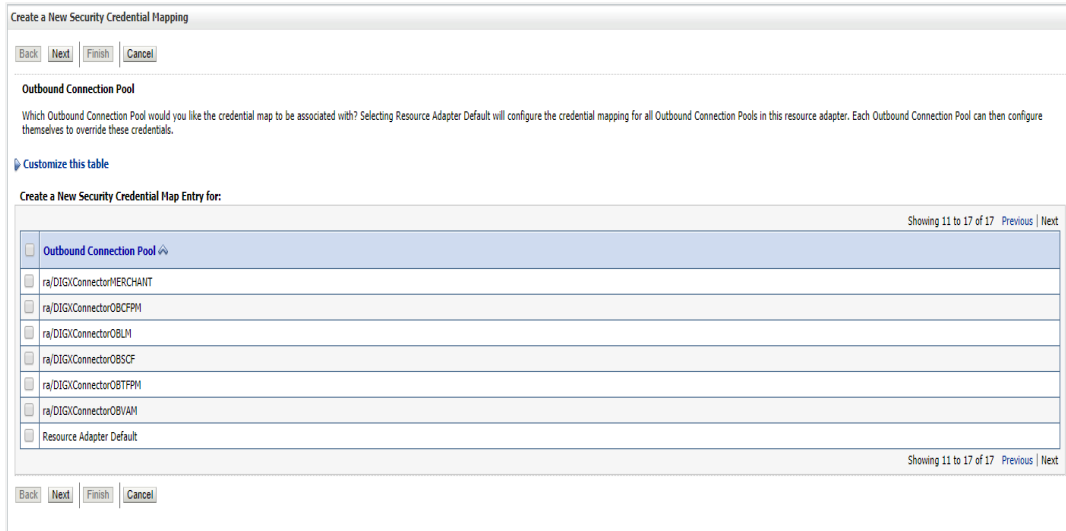 Create a New Security Credential Mapping
Back Next Finish Cancel
Outbound Connection Pool
Which Outbound Connection Pool would you like the credential map to be associated with? Selecting Resource Adapter Default will configure the credential mapping for all Outbound Connection Pools in this resource adapter. Each Outbound Connection Pool can then configure
themselves to override these credentials.
Customize this table
Create a New Security Credential Map Entry for:
Showing 11 to 17 of 17 Previous | Next
Outbound Connection Pool
ra/DIGXConnectorMERCHANT
ra/DIGXConnectorOBCFPM
ra/DIGXConnectorOBLM
ra/DIGXConnectorOBSCF
ra/DIGXConnectorOBTFPM
ra/DIGXConnectorOBVAM
Resource Adapter Default
Showing 11 to 17 of 17 Previous | Next
Back Next Finish Cancel